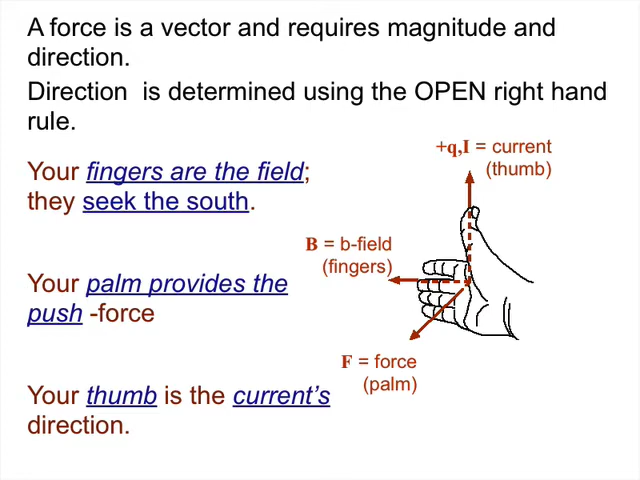 A force is a vector and requires magnitude and
direction.
Direction  is determined using the OPEN right hand
rule.
Your fingers are the field;
they seek the south.
Your palm provides the
push -force
Your thumb is the current’s
direction.
+q,I = current
(thumb)
B = b-field
(fingers)
F = force
(palm)